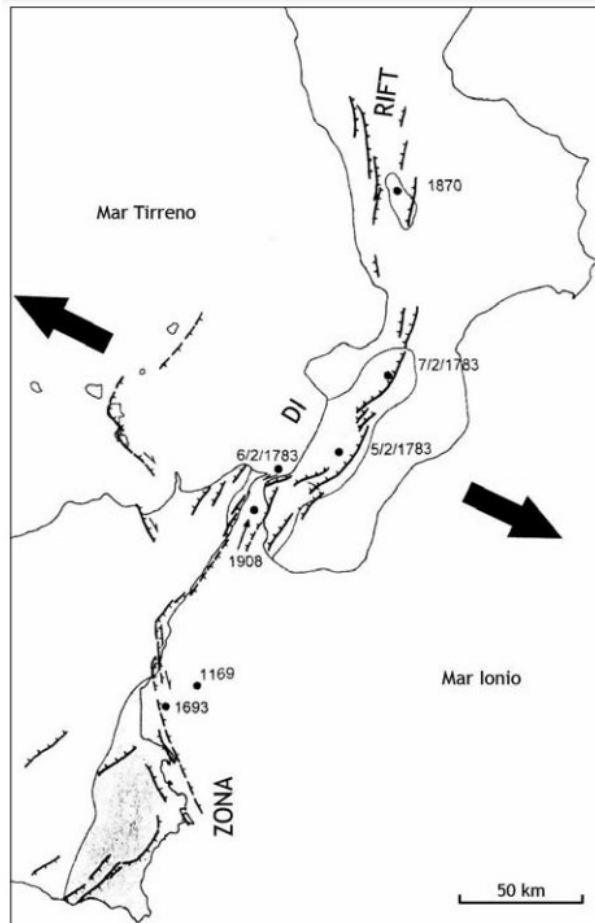 RIFT
1870
Mar Tirreno
7/2/1783
DI
6/2/1783
5/2/1783
1908
1169
Mar Ionio
1693
ZONA
50 km